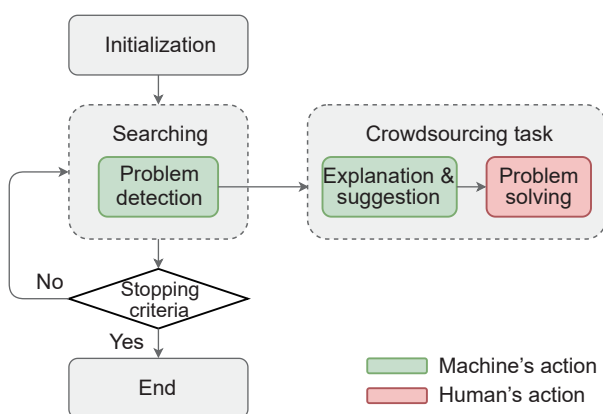 Initialization
Searching
Problem
detection
Crowdsourcing task
Explanation &
suggestion
Problem
solving
No
Stopping
criteria
Yes
End
Machine's action
Human's action